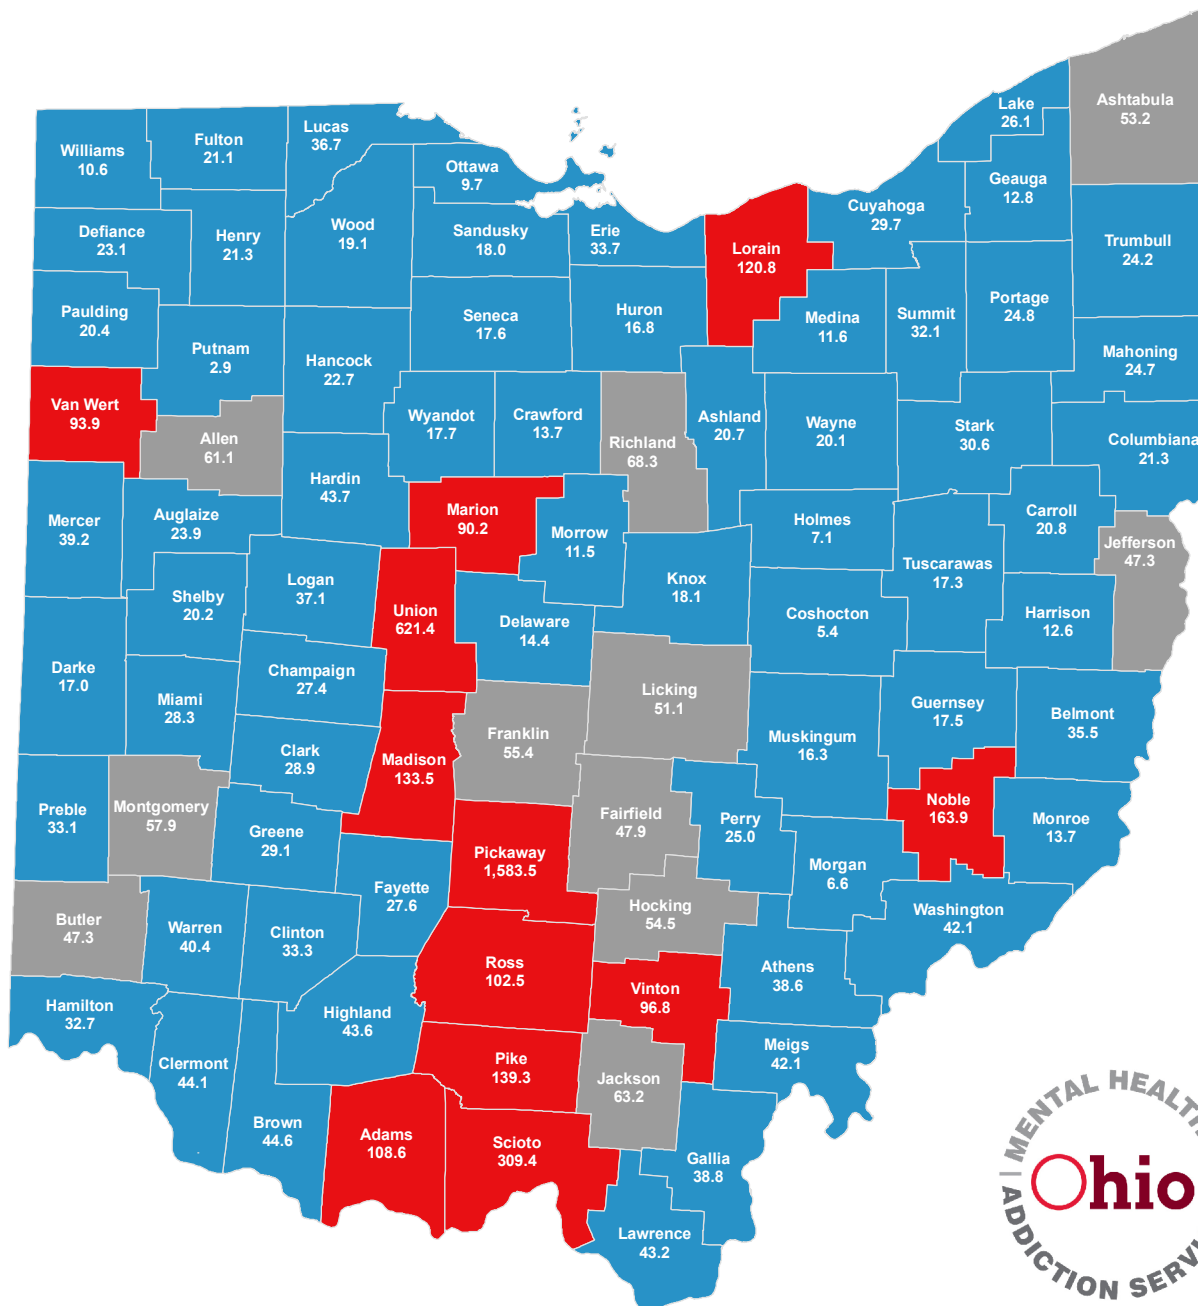 Lake
26.1
Ashtabula
53.2
Williams
10.6
Fulton
21.1
Lucas
36.7
Ottawa
9.7
Geauga
12.8
Defiance
23.1
Henry
21.3
Wood
19.1
Sandusky
18.0
Erie
33.7
Lorain
120.8
Cuyahoga
29.7
Trumbull
24.2
Paulding
20.4
Putnam
2.9
Hancock
22.7
Seneca
17.6
Huron
16.8
Medina
11.6
Summit
32.1
Portage
24.8
Mahoning
24.7
Van Wert
93.9
Allen
61.1
Wyandot
17.7
Crawford
13.7
Richland
68.3
Ashland
20.7
Wayne
20.1
Stark
30.6
Columbiana
21.3
Hardin
43.7
Mercer
39.2
Auglaize
23.9
Marion
90.2
Morrow
11.5
Holmes
7.1
Carroll
20.8
Jefferson
47.3
Tuscarawas
17.3
Logan
37.1
Shelby
20.2
Union
621.4
Delaware
14.4
Knox
18.1
Coshocton
5.4
Harrison
12.6
Darke
17.0
Champaign
27.4
Miami
28.3
Licking
51.1
Guernsey
17.5
Belmont
35.5
Clark
28.9
Madison
133.5
Franklin
55.4
Muskingum
16.3
Preble
33.1
Montgomery
57.9
Greene
29.1
Fairfield
47.9
Perry
25.0
Noble
163.9
Monroe
13.7
Pickaway
1,583.5
Morgan
6.6
Fayette
27.6
Butler
47.3
Warren
40.4
Clinton
33.3
Hocking
54.5
Washington
42.1
Ross
102.5
Vinton
96.8
Athens
38.6
Hamilton
32.7
Highland
43.6
Clermont
44.1
Pike
139.3
Jackson
63.2
Meigs
42.1
Brown
44.6
Adams
108.6
Scioto
309.4
Gallia
38.8
Lawrence
43.2
MENTAL HEALTH
Ohio
ADDICTION SERV